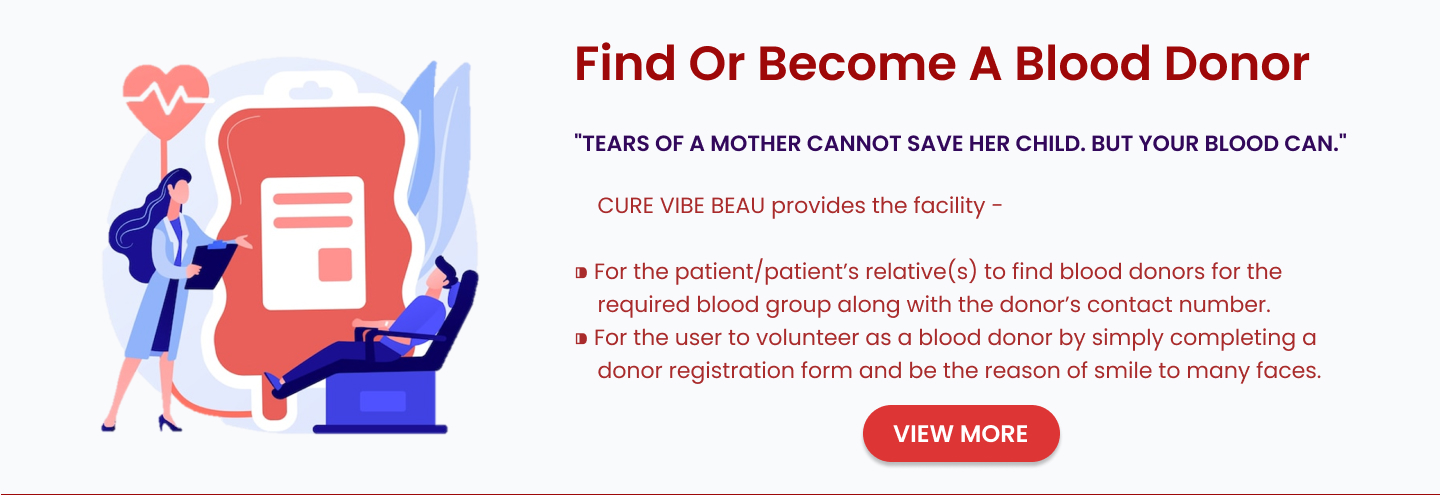 Find Or Become A Blood Donor
"TEARS OF A MOTHER CANNOT SAVE HER CHILD. BUT YOUR BLOOD CAN."
CURE VIBE BEAU provides the facility -
⁍ For the patient/patient’s relative(s) to find blood donors for the
required blood group along with the donor’s contact number.
⁍ For the user to volunteer as a blood donor by simply completing a
donor registration form and be the reason of smile to many faces.
VIEW MORE